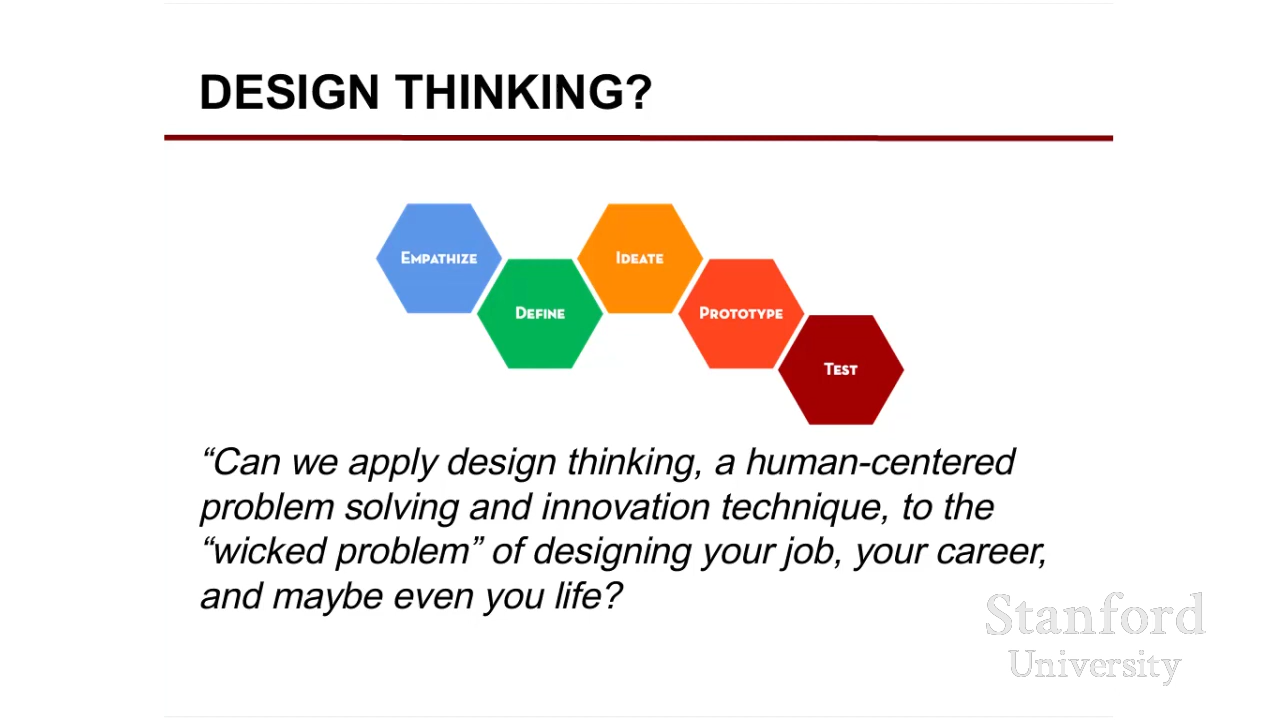 DESIGN THINKING?
EMPATHIZE
DEFINE
IDEATE
PROTOTYPE
TEST
“Can we apply design thinking, a human-centered
problem solving and innovation technique, to the
“wicked problem” of designing your job, your career,
and maybe even you life?
Stanford
University